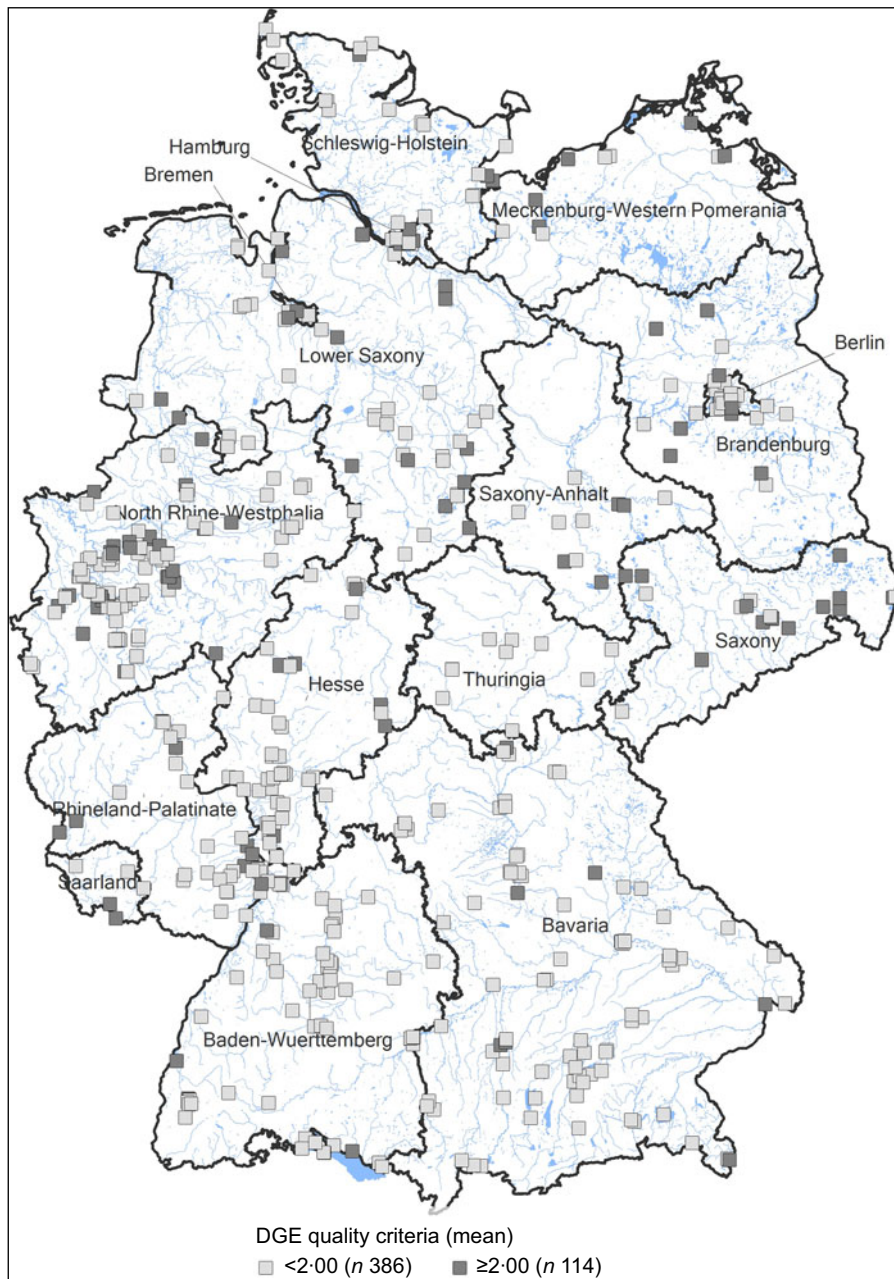 Schleswig-Holstein
Hamburg
Bremen
Mecklenburg-Western Pomerania
Lower Saxony
Berlin
Brandenburg
Saxony-Anhalt
North Rhine-Westphalia
Saxony
Hesse
Thuringia
Rhineland-Palatinate
Saarland
Bavaria
Baden-Wuerttemberg
DGE quality criteria (mean)
<2·00 (n 386) ≥2·00 (n 114)